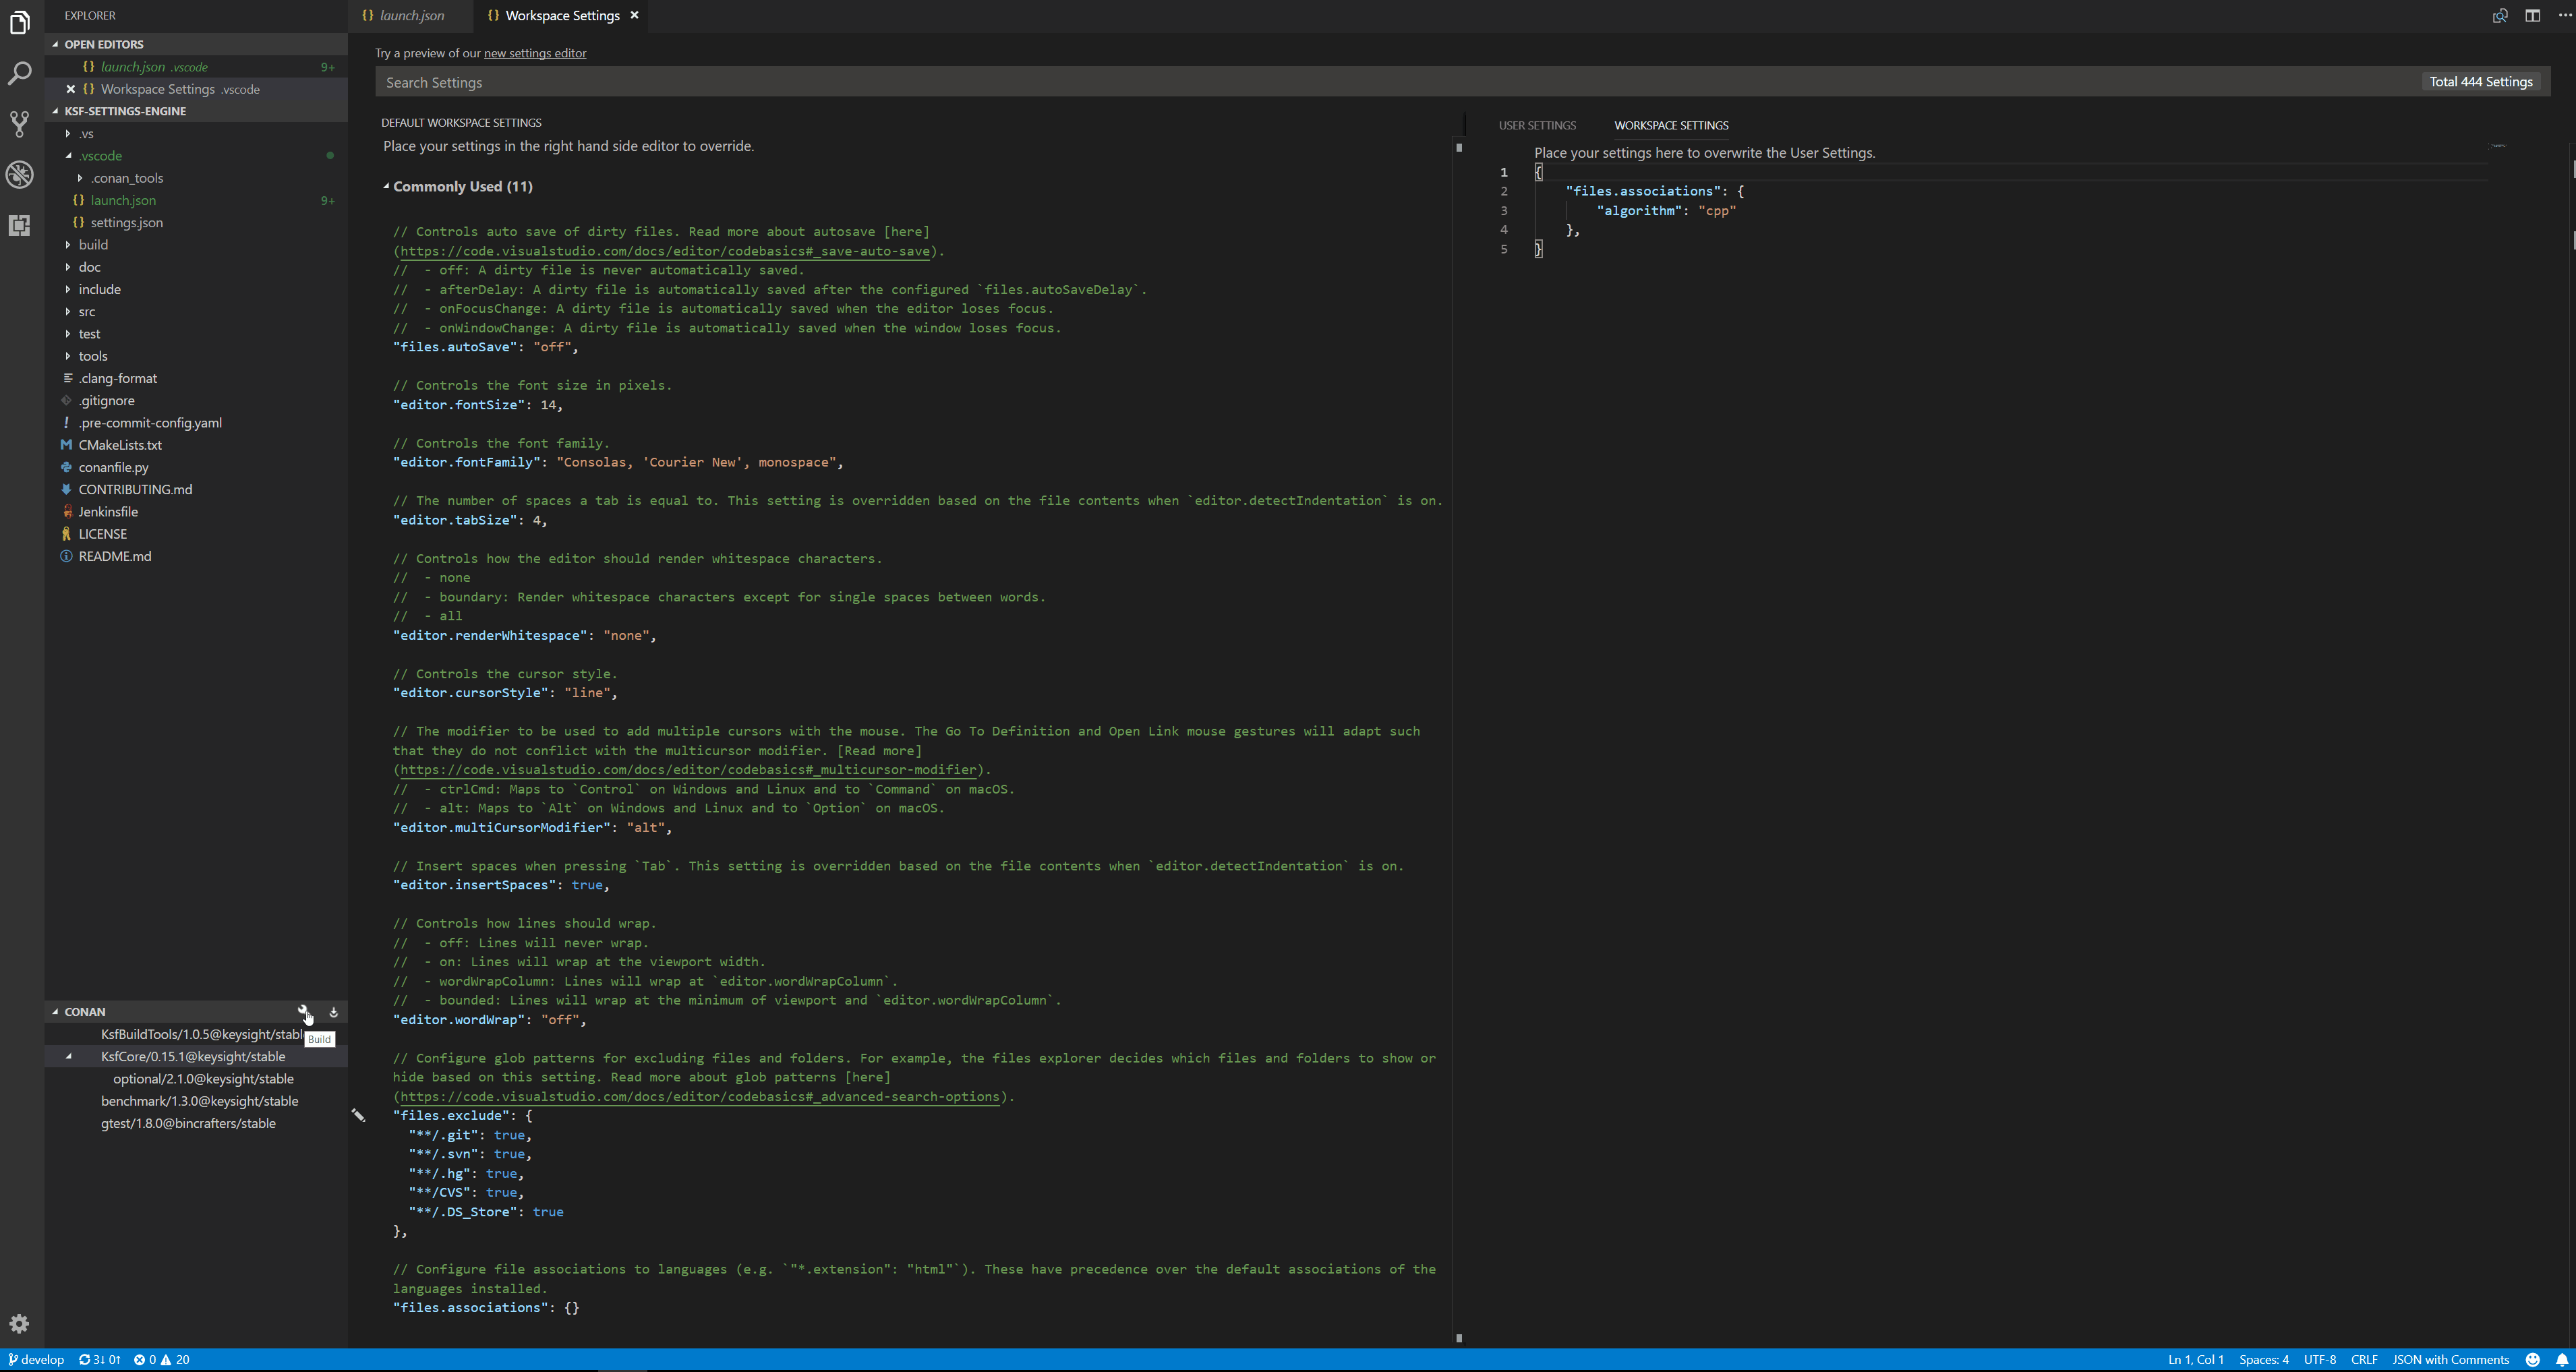 EXPLORER
OPEN EDITORS
{} launch.json .vscode 9+
{} Workspace Settings .vscode
KSF-SETTINGS-ENGINE
.vs
.vscode
.conan_tools
{} launch.json 9+
{} settings.json
build
doc
include
src
test
tools
.clang-format
.gitignore
! .pre-commit-config.yaml
CMakeLists.txt
conanfile.py
CONTRIBUTING.md
Jenkinsfile
LICENSE
README.md
CONAN
KsfBuildTools/1.0.5@keysight/stabl
Build
KsfCore/0.15.1@keysight/stable
optional/2.1.0@keysight/stable
benchmark/1.3.0@keysight/stable
gtest/1.8.0@bincrafters/stable
{} launch.json
{} Workspace Settings
Try a preview of our new settings editor
Search Settings
Total 444 Settings
DEFAULT WORKSPACE SETTINGS
Place your settings in the right hand side editor to override.
Commonly Used (11)
// Controls auto save of dirty files. Read more about autosave [here]
(https://code.visualstudio.com/docs/editor/codebasics#_save-auto-save).
//  - off: A dirty file is never automatically saved.
//  - afterDelay: A dirty file is automatically saved after the configured `files.autoSaveDelay`.
//  - onFocusChange: A dirty file is automatically saved when the editor loses focus.
//  - onWindowChange: A dirty file is automatically saved when the window loses focus.
"files.autoSave": "off",
// Controls the font size in pixels.
"editor.fontSize": 14,
// Controls the font family.
"editor.fontFamily": "Consolas, 'Courier New', monospace",
// The number of spaces a tab is equal to. This setting is overridden based on the file contents when `editor.detectIndentation` is on.
"editor.tabSize": 4,
// Controls how the editor should render whitespace characters.
//  - none
//  - boundary: Render whitespace characters except for single spaces between words.
//  - all
"editor.renderWhitespace": "none",
// Controls the cursor style.
"editor.cursorStyle": "line",
// The modifier to be used to add multiple cursors with the mouse. The Go To Definition and Open Link mouse gestures will adapt such
that they do not conflict with the multicursor modifier. [Read more]
(https://code.visualstudio.com/docs/editor/codebasics#_multicursor-modifier).
//  - ctrlCmd: Maps to `Control` on Windows and Linux and to `Command` on macOS.
//  - alt: Maps to `Alt` on Windows and Linux and to `Option` on macOS.
"editor.multiCursorModifier": "alt",
// Insert spaces when pressing `Tab`. This setting is overridden based on the file contents when `editor.detectIndentation` is on.
"editor.insertSpaces": true,
// Controls how lines should wrap.
//  - off: Lines will never wrap.
//  - on: Lines will wrap at the viewport width.
//  - wordWrapColumn: Lines will wrap at `editor.wordWrapColumn`.
//  - bounded: Lines will wrap at the minimum of viewport and `editor.wordWrapColumn`.
"editor.wordWrap": "off",
// Configure glob patterns for excluding files and folders. For example, the files explorer decides which files and folders to show or
hide based on this setting. Read more about glob patterns [here]
(https://code.visualstudio.com/docs/editor/codebasics#_advanced-search-options).
"files.exclude": {
"**/.git": true,
"**/.svn": true,
"**/.hg": true,
"**/CVS": true,
"**/.DS_Store": true
},
// Configure file associations to languages (e.g. `"*.extension": "html"`). These have precedence over the default associations of the
languages installed.
"files.associations": {}
USER SETTINGS WORKSPACE SETTINGS
Place your settings here to overwrite the User Settings.
1 {
2 "files.associations": {
3 "algorithm": "cpp"
4 },
5 }
develop 3↓ 0↑ 0 20
Ln 1, Col 1 Spaces: 4 UTF-8 CRLF JSON with Comments